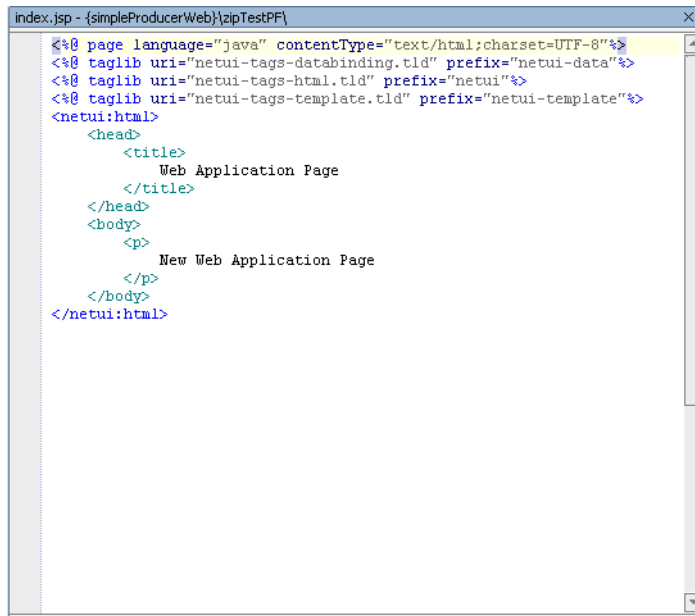 index.jsp - {simpleProducerWeb}\zipTestPF\
<%@ page language="java" contentType="text/html;charset=UTF-8"%>
<%@ taglib uri="netui-tags-databinding.tld" prefix="netui-data"%>
<%@ taglib uri="netui-tags-html.tld" prefix="netui"%>
<%@ taglib uri="netui-tags-template.tld" prefix="netui-template"%>
<netui:html>
    <head>
        <title>
            Web Application Page
        </title>
    </head>
    <body>
        <p>
            New Web Application Page
        </p>
    </body>
</netui:html>